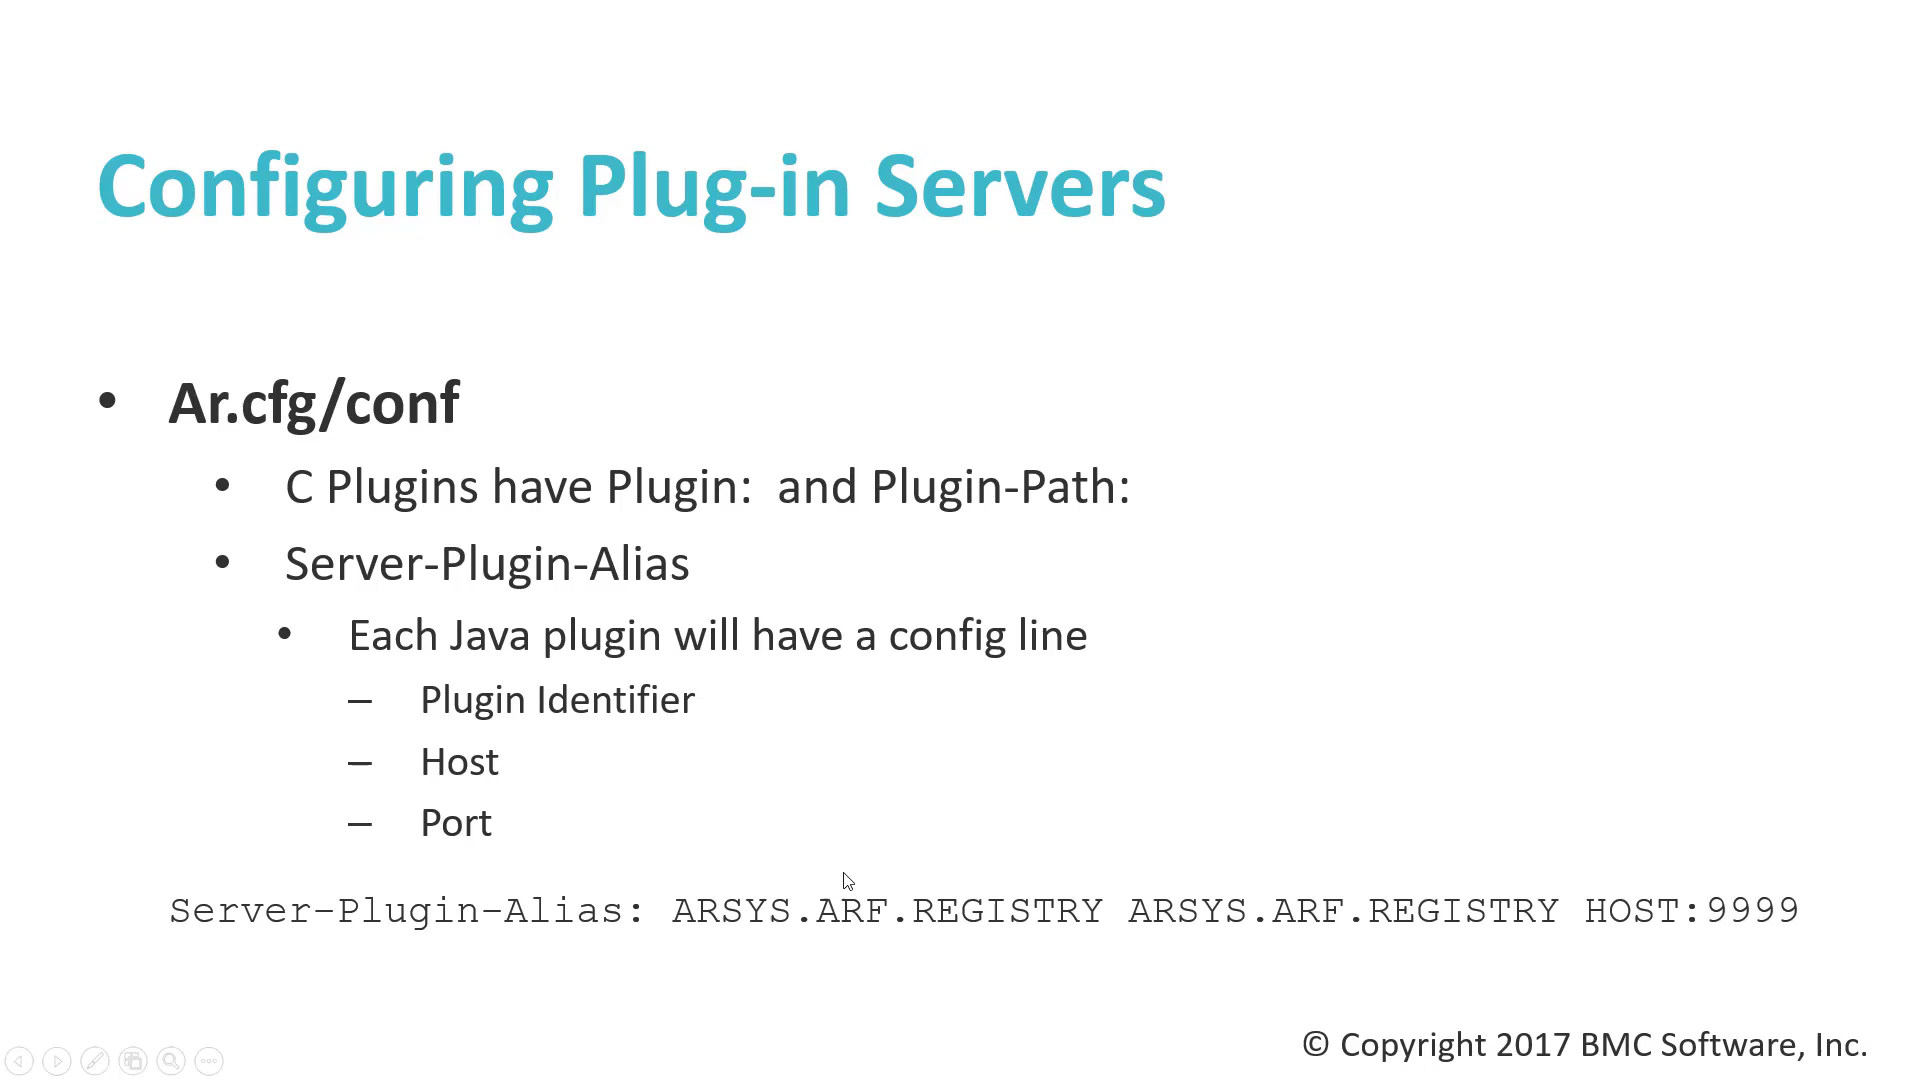 Configuring Plug-in Servers
• Ar.cfg/conf
• C Plugins have Plugin:  and Plugin-Path:
• Server-Plugin-Alias
• Each Java plugin will have a config line
– Plugin Identifier
– Host
– Port
Server-Plugin-Alias: ARSYS.ARF.REGISTRY ARSYS.ARF.REGISTRY HOST:9999
© Copyright 2017 BMC Software, Inc.